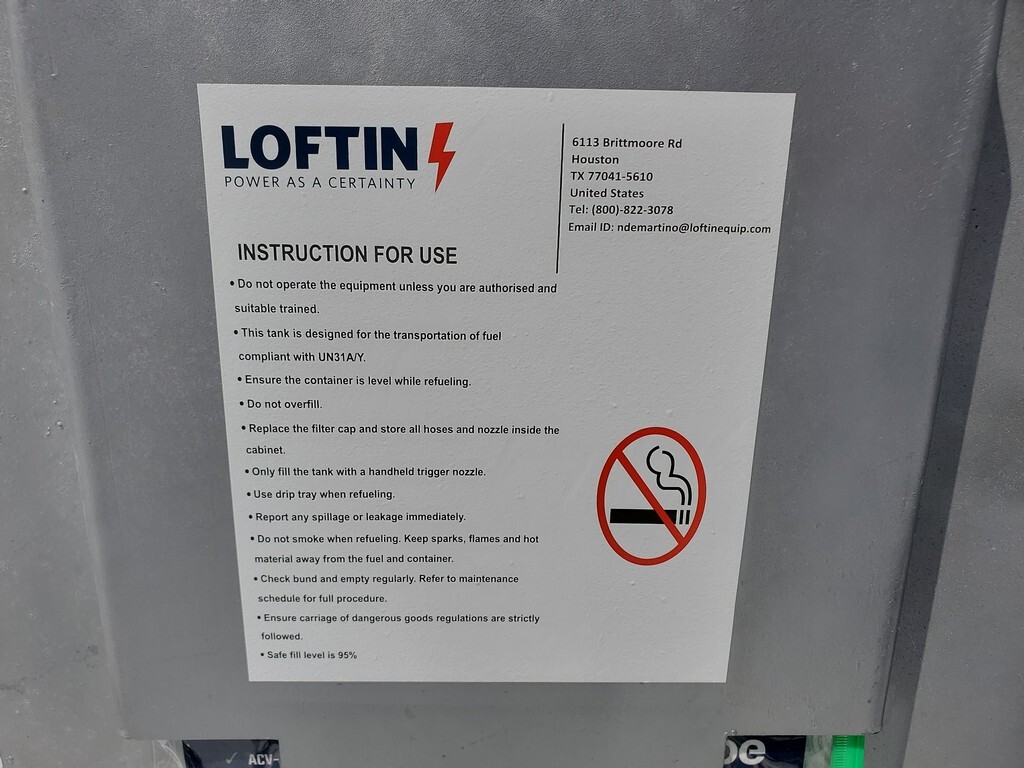 LOFTIN
POWER AS A CERTAINTY
6113 Brittmoore Rd
Houston
TX 77041-5610
United States
Tel: (800)-822-3078
Email ID: ndemartino@loftinequip.com
INSTRUCTION FOR USE
• Do not operate the equipment unless you are authorised and
suitable trained.
• This tank is designed for the transportation of fuel
compliant with UN31A/Y.
• Ensure the container is level while refueling.
• Do not overfill.
• Replace the filter cap and store all hoses and nozzle inside the
cabinet.
• Only fill the tank with a handheld trigger nozzle.
• Use drip tray when refueling.
• Report any spillage or leakage immediately.
• Do not smoke when refueling. Keep sparks, flames and hot
material away from the fuel and container.
• Check bund and empty regularly. Refer to maintenance
schedule for full procedure.
• Ensure carriage of dangerous goods regulations are strictly
followed.
• Safe fill level is 95%
✓ ACV-